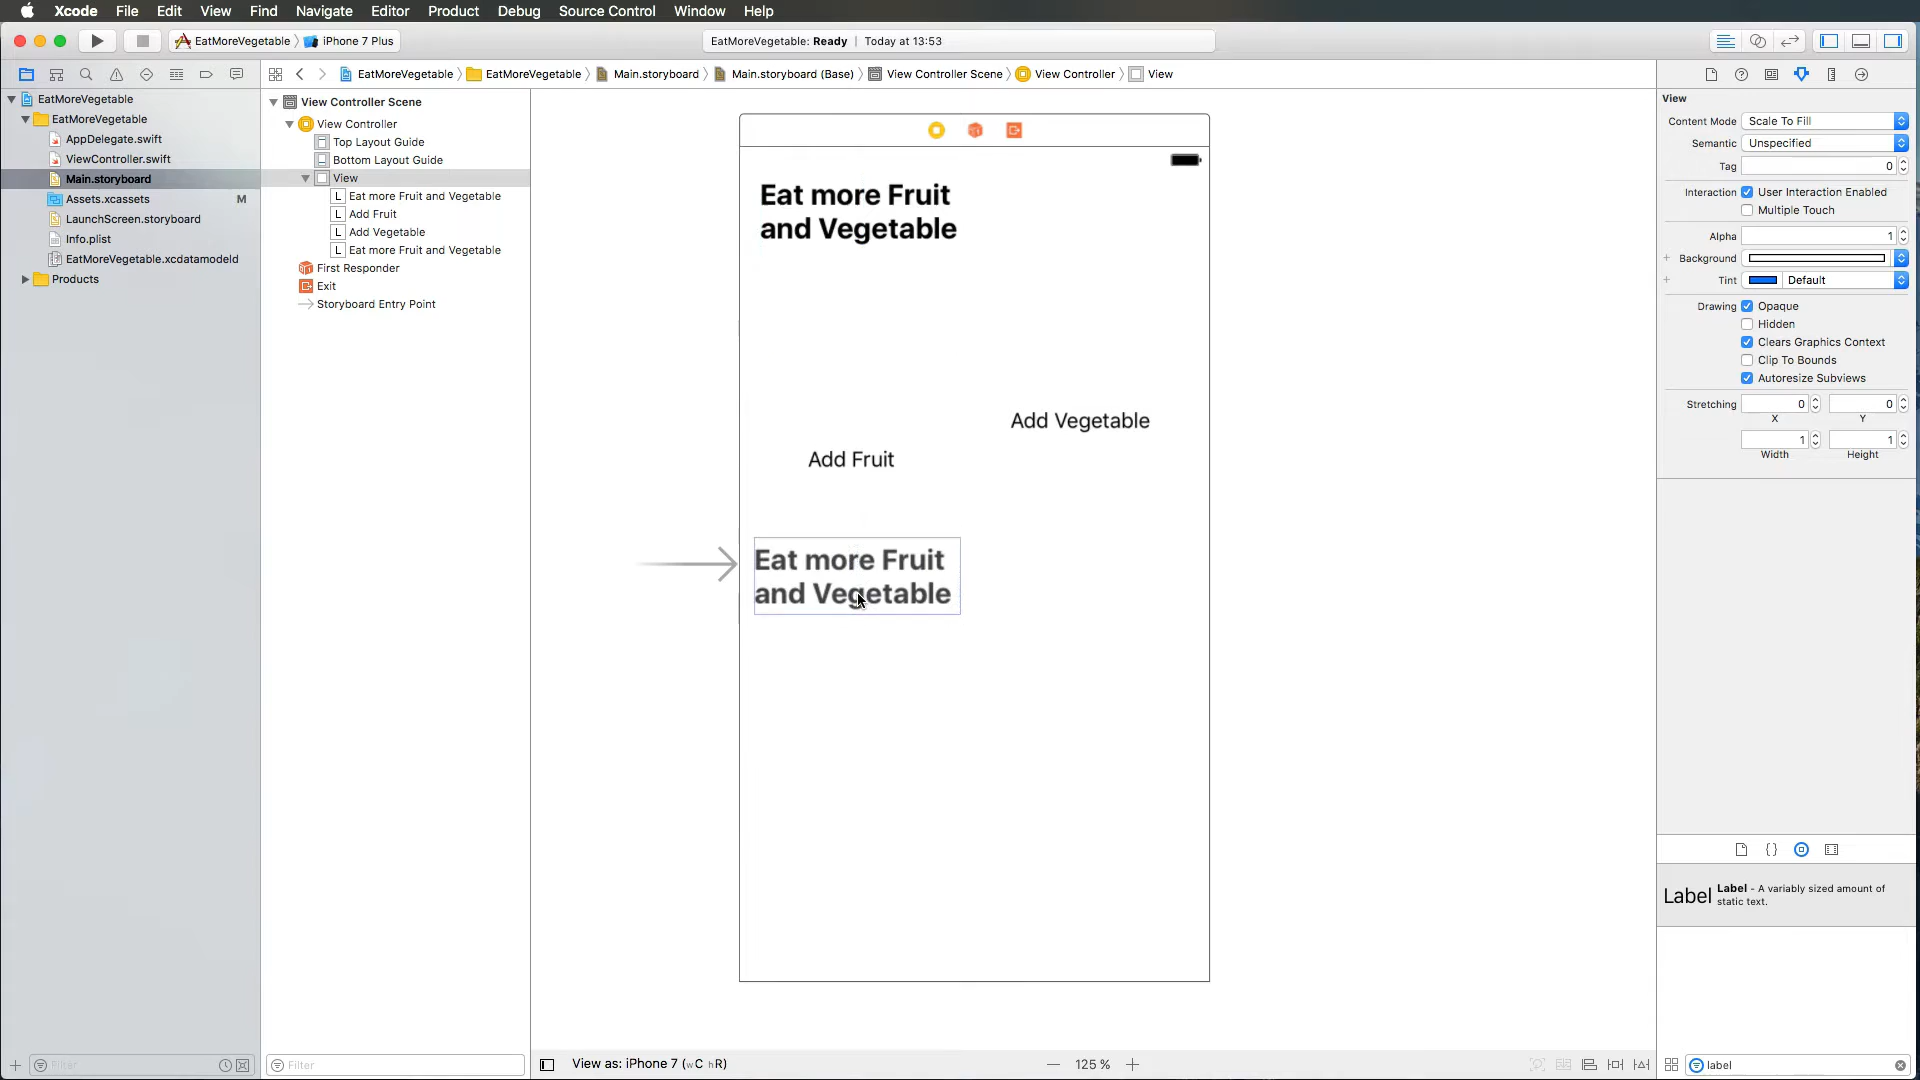 Xcode File Edit View Find Navigate Editor Product Debug Source Control Window Help
EatMoreVegetable iPhone 7 Plus
EatMoreVegetable: Ready | Today at 13:53
EatMoreVegetable EatMoreVegetable Main.storyboard Main.storyboard (Base) View Controller Scene View Controller View
EatMoreVegetable
EatMoreVegetable
AppDelegate.swift
ViewController.swift
Main.storyboard
Assets.xcassets M
LaunchScreen.storyboard
Info.plist
EatMoreVegetable.xcdatamodeld
Products
Filter
View Controller Scene
View Controller
Top Layout Guide
Bottom Layout Guide
View
L Eat more Fruit and Vegetable
L Add Fruit
L Add Vegetable
L Eat more Fruit and Vegetable
First Responder
Exit
Storyboard Entry Point
Filter
Eat more Fruit
and Vegetable
Add Vegetable
Add Fruit
Eat more Fruit
and Vegetable
View as: iPhone 7 (wC hR)
125 %
View
Content Mode Scale To Fill
Semantic Unspecified
Tag 0
Interaction User Interaction Enabled
Multiple Touch
Alpha 1
Background
Tint Default
Drawing Opaque
Hidden
Clears Graphics Context
Clip To Bounds
Autoresize Subviews
Stretching 0 0
X Y
1 1
Width Height
{}
Label Label - A variably sized amount of
static text.
label